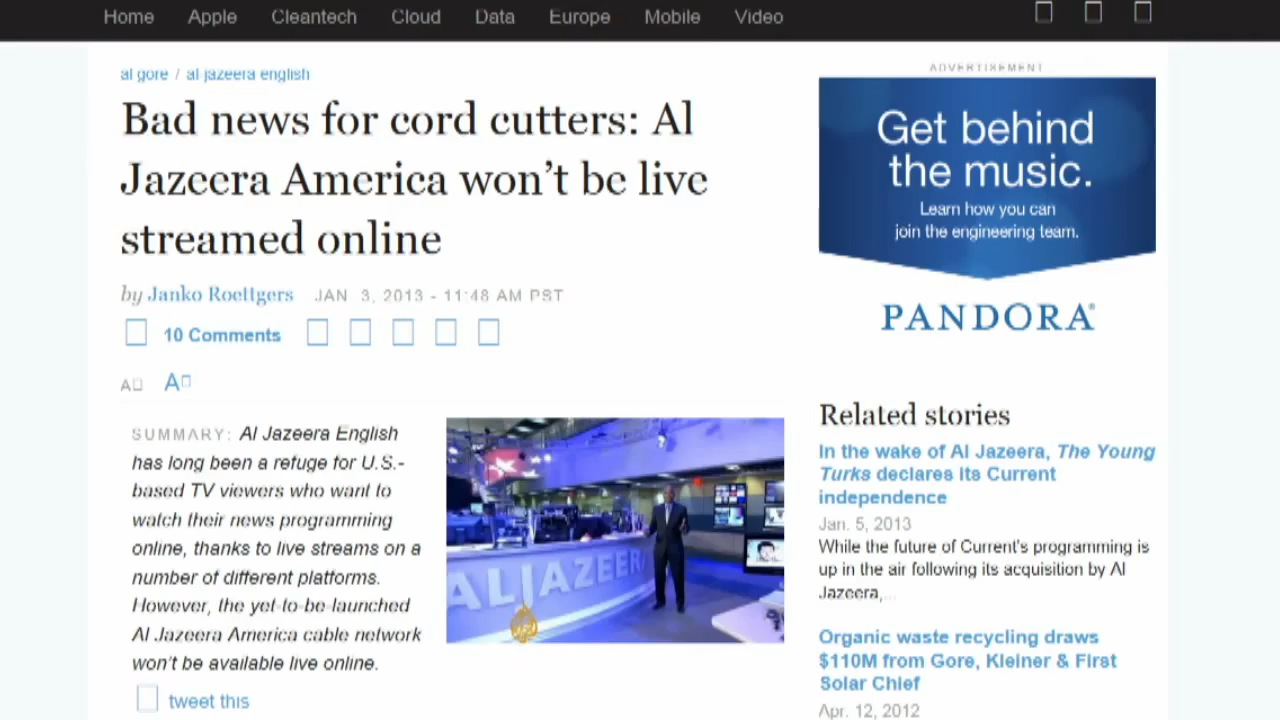 Home Apple Cleantech Cloud Data Europe Mobile Video
al gore / al jazeera english
Bad news for cord cutters: Al
Jazeera America won't be live
streamed online
by Janko Roettgers JAN. 3, 2013 - 11:48 AM PST
10 Comments
A A
SUMMARY: Al Jazeera English
has long been a refuge for U.S.-
based TV viewers who want to
watch their news programming
online, thanks to live streams on a
number of different platforms.
However, the yet-to-be-launched
Al Jazeera America cable network
won't be available live online.
tweet this
ALJAZEERA
ADVERTISEMENT
Get behind
the music.
Learn how you can
join the engineering team.
PANDORA®
Related stories
In the wake of Al Jazeera, The Young
Turks declares its Current
independence
Jan. 5, 2013
While the future of Current's programming is
up in the air following its acquisition by Al
Jazeera,...
Organic waste recycling draws
$110M from Gore, Kleiner & First
Solar Chief
Apr. 12, 2012